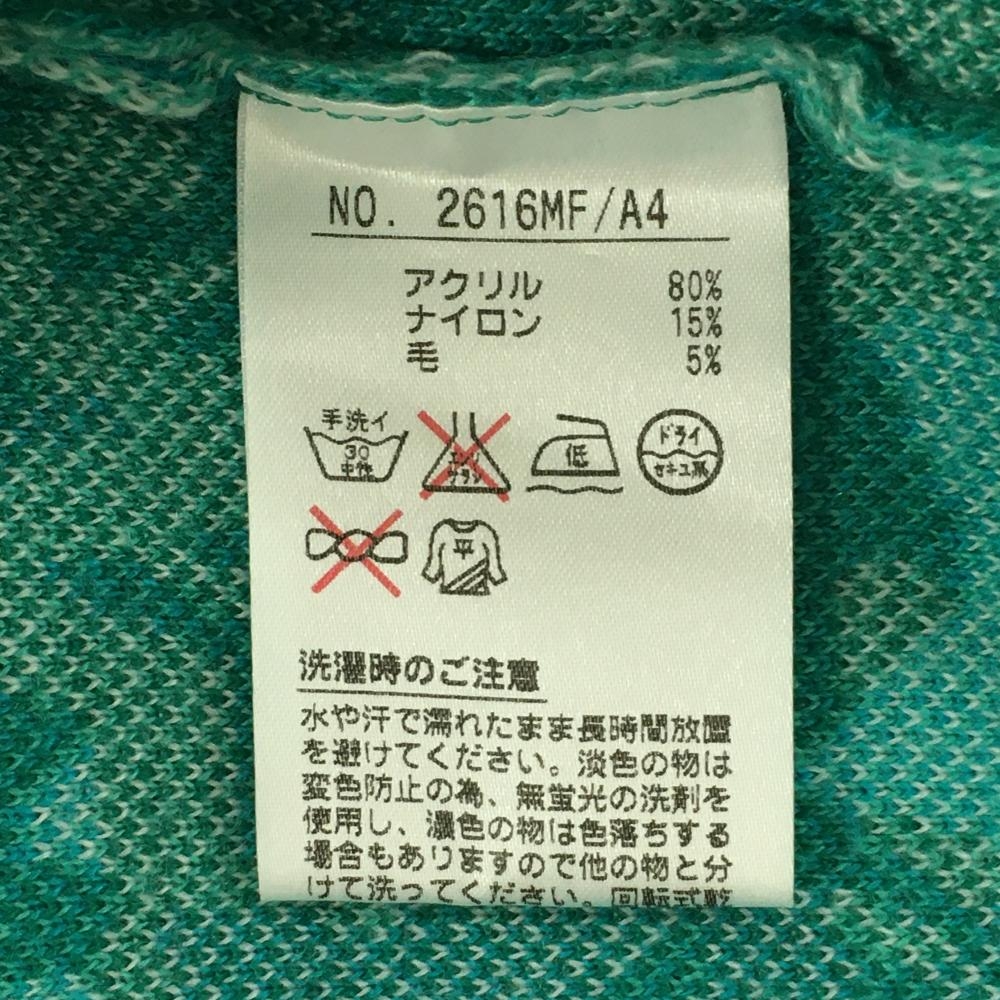 NO. 2616MF/A4
アクリル 80%
ナイロン 15%
毛 5%
手洗イ
30
中性
エンソ
サラシ
低
ドライ
セキユ系
平
洗濯時のご注意
水や汗で濡れたまま長時間放置
を避けてください。淡色の物は
変色防止の為、無蛍光の洗剤を
使用し、濃色の物は色落ちする
場合もありますので他の物と分
けて洗ってください。回転式乾